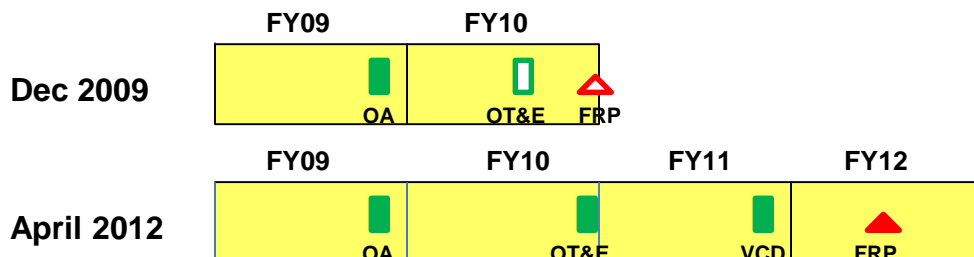 FY09 FY10
Dec 2009
OA OT&E FRP
FY09 FY10 FY11 FY12
April 2012
OA OT&E VCD FRP